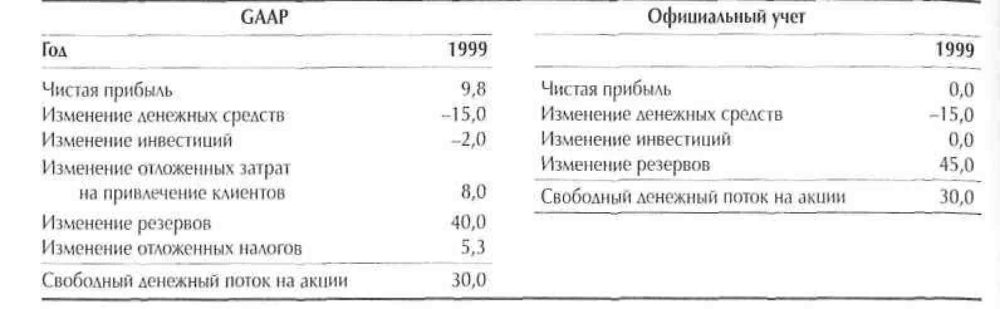 GAAP
Год 1999
Чистая прибыль 9,8
Изменение денежных средств –15,0
Изменение инвестиций –2,0
Изменение отложенных затрат
на привлечение клиентов 8,0
Изменение резервов 40,0
Изменение отложенных налогов 5,3
Свободный денежный поток на акции 30,0
Официальный учет
1999
Чистая прибыль 0,0
Изменение денежных средств –15,0
Изменение инвестиций 0,0
Изменение резервов 45,0
Свободный денежный поток на акции 30,0